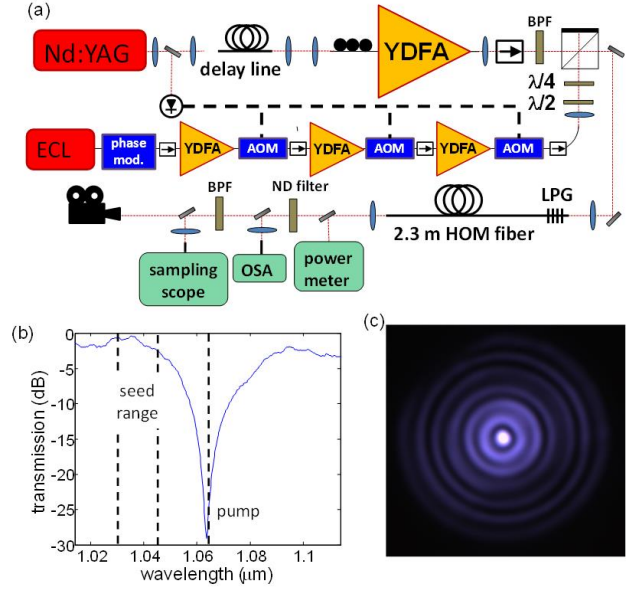 (a)
Nd:YAG
delay line
YDFA
BPF
λ/4
λ/2
ECL
phase
mod.
YDFA
AOM
YDFA
AOM
YDFA
AOM
BPF
ND filter
LPG
2.3 m HOM fiber
sampling
scope
OSA
power
meter
(b)
transmission (dB)
0
-5
-10
-15
-20
-25
-30
seed
range
pump
1.02
1.04
1.06
1.08
1.1
wavelength (μm)
(c)